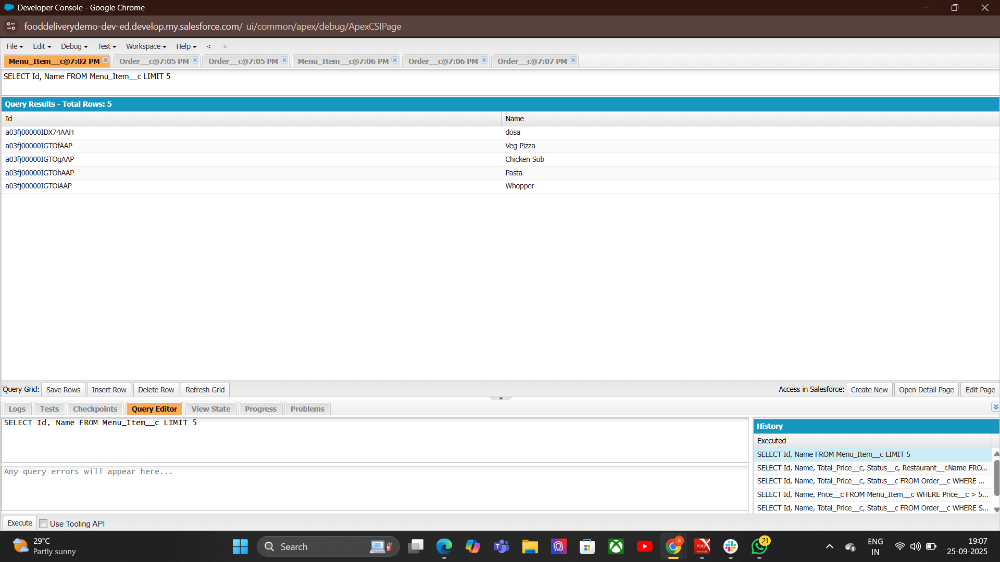 Developer Console - Google Chrome
fooddeliverydemo-dev-ed.develop.my.salesforce.com/_ui/common/apex/debug/ApexCSIPage
File Edit Debug Test Workspace Help < >
Menu_Item__c@7:02 PM Order__c@7:05 PM Order__c@7:05 PM Menu_Item__c@7:06 PM Order__c@7:06 PM Order__c@7:07 PM
SELECT Id, Name FROM Menu_Item__c LIMIT 5
Query Results - Total Rows: 5
Id Name
a03fj00000IDX74AAH dosa
a03fj00000IGTOfAAP Veg Pizza
a03fj00000IGTOgAAP Chicken Sub
a03fj00000IGTOhAAP Pasta
a03fj00000IGTOiAAP Whopper
Query Grid: Save Rows Insert Row Delete Row Refresh Grid Access in Salesforce: Create New Open Detail Page Edit Page
Logs Tests Checkpoints Query Editor View State Progress Problems
SELECT Id, Name FROM Menu_Item__c LIMIT 5
Any query errors will appear here...
History
Executed
SELECT Id, Name FROM Menu_Item__c LIMIT 5
SELECT Id, Name, Total_Price__c, Status__c, Restaurant__r.Name FRO...
SELECT Id, Name, Total_Price__c, Status__c FROM Order__c WHERE ...
SELECT Id, Name, Price__c FROM Menu_Item__c WHERE Price__c > 5...
SELECT Id, Name, Total_Price__c, Status__c FROM Order__c WHERE S...
Execute Use Tooling API
29°C
Partly sunny
Search
21
ENG
IN
19:07
25-09-2025